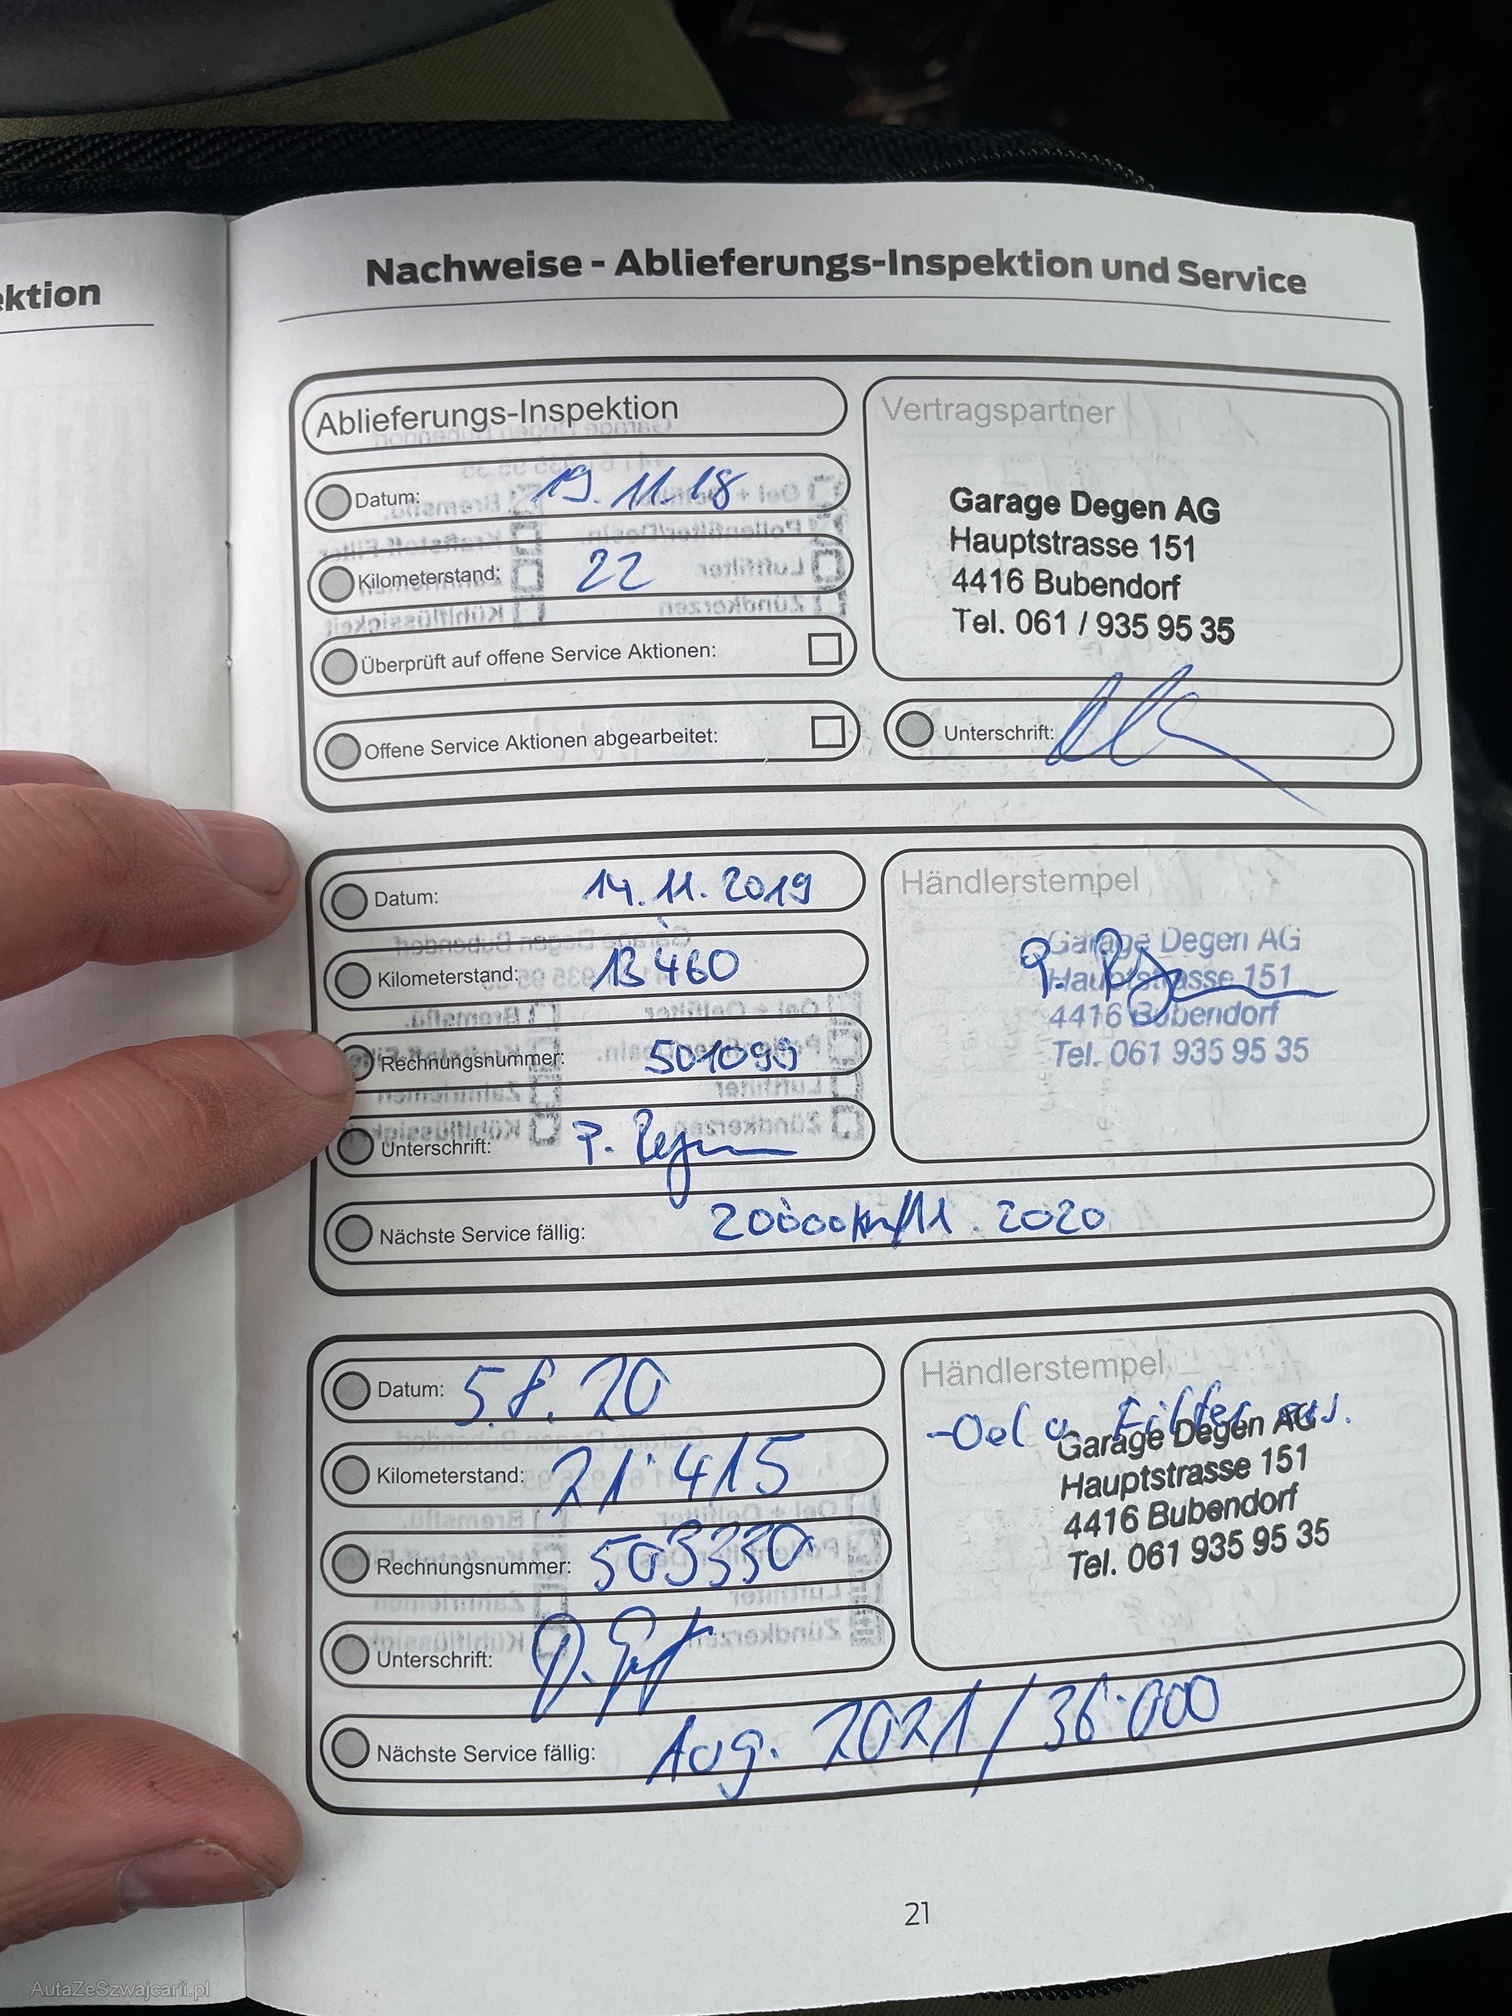 ektion
Nachweise - Ablieferungs-Inspektion und Service
Ablieferungs-Inspektion
Datum: 19.11.18
Kilometerstand: 22
Überprüft auf offene Service Aktionen:
Offene Service Aktionen abgearbeitet:
Vertragspartner
Garage Degen AG
Hauptstrasse 151
4416 Bubendorf
Tel. 061 / 935 95 35
Unterschrift:
Datum: 14.11.2019
Kilometerstand: 13460
Rechnungsnummer: 501099
Unterschrift: P.
Nächste Service fällig: 20000km/11.2020
Händlerstempel
Garage Degen AG
Hauptstrasse 151
4416 Bubendorf
Tel. 061 935 95 35
Datum: 5.8.20
Kilometerstand: 21'415
Rechnungsnummer: 503330
Unterschrift:
Nächste Service fällig: Aug. 2021 / 36'000
Händlerstempel
-Oel u. Filter ers.
Garage Degen AG
Hauptstrasse 151
4416 Bubendorf
Tel. 061 935 95 35
21
AutaZeSzwajcarii.pl